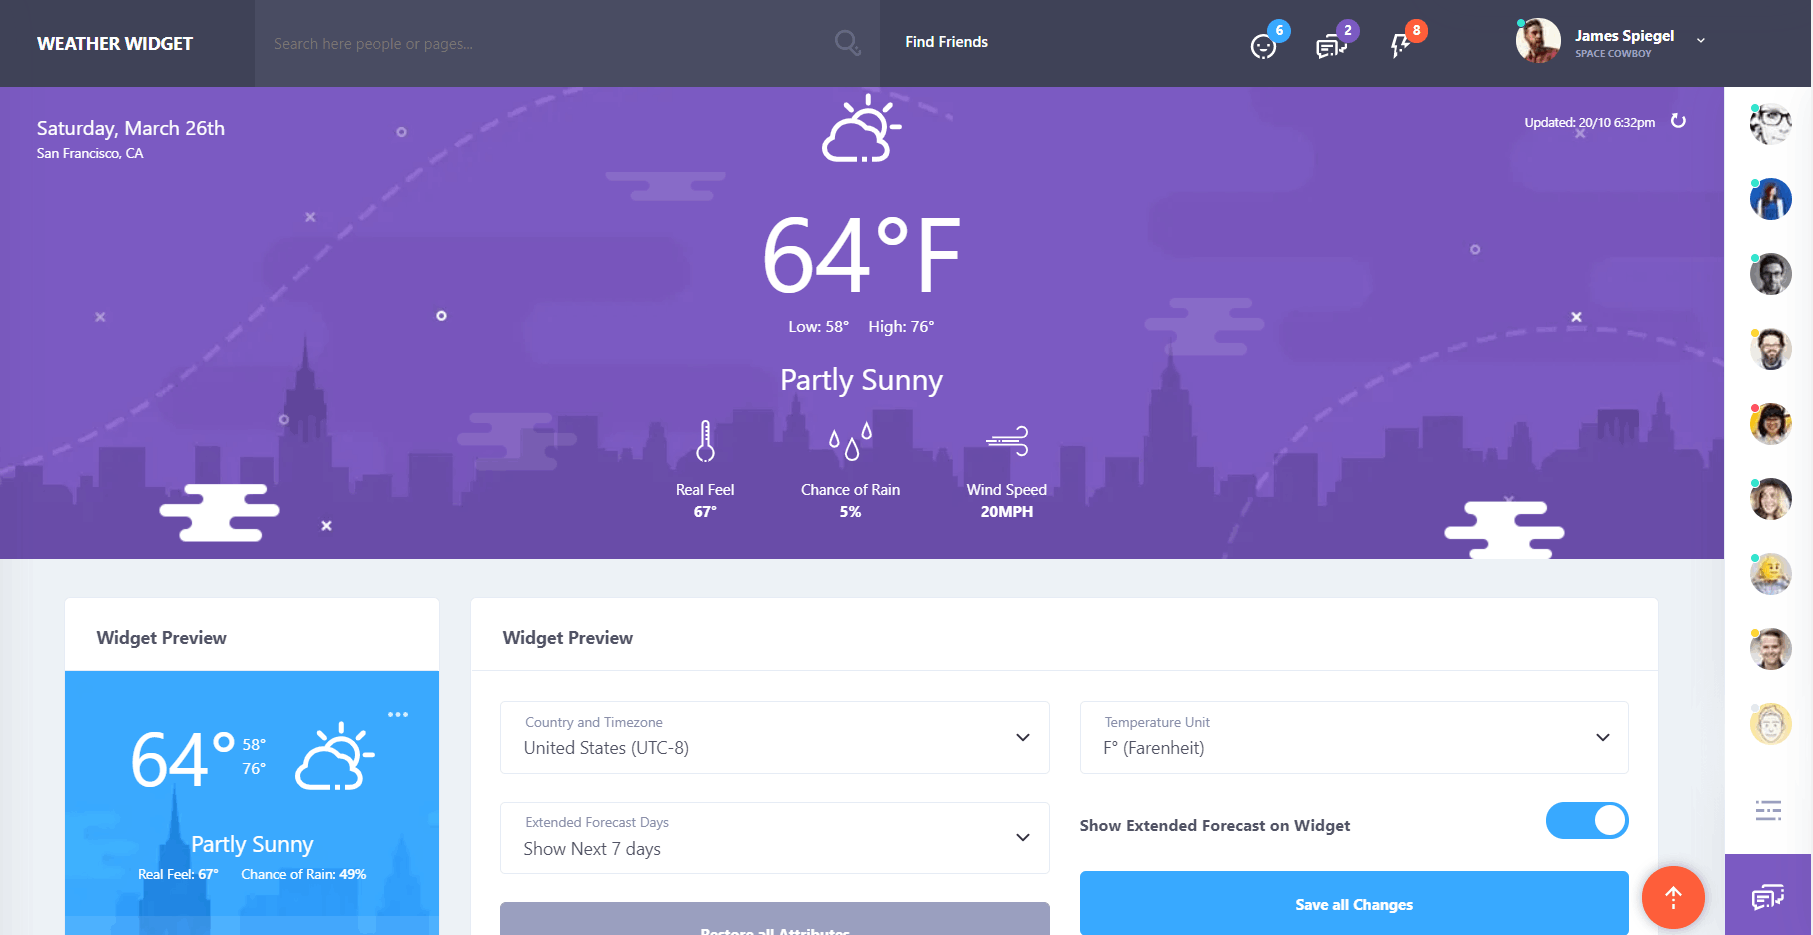 WEATHER WIDGET
Search here people or pages...
Find Friends
6
2
8
James Spiegel
SPACE COWBOY
Saturday, March 26th
San Francisco, CA
Updated: 20/10 6:32pm
64°F
Low: 58° High: 76°
Partly Sunny
Real Feel
67°
Chance of Rain
5%
Wind Speed
20MPH
Widget Preview
64°
58°
76°
Partly Sunny
Real Feel: 67° Chance of Rain: 49%
Widget Preview
Country and Timezone
United States (UTC-8)
Temperature Unit
F° (Farenheit)
Extended Forecast Days
Show Next 7 days
Show Extended Forecast on Widget
Restore all Attributes
Save all Changes